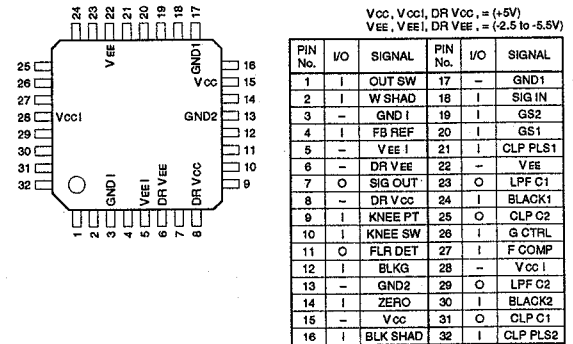 VCC, VCCI, DR VCC, = (+5V)
VEE, VEEI, DR VEE, = (-2.5 to -5.5V)
24 23 22 21 20 19 18 17
VEE GND1
25 16
26 VCC 15
27 14
28 VCCI GND2 13
29 12
30 11
31 10
32 9
GND I VEEI DR VEE DR VCC
1 2 3 4 5 6 7 8
PIN No. I/O SIGNAL PIN No. I/O SIGNAL
1 I OUT SW 17 – GND1
2 I W SHAD 18 I SIG IN
3 – GND I 19 I GS2
4 I FB REF 20 I GS1
5 – VEE I 21 I CLP PLS1
6 – DR VEE 22 – VEE
7 O SIG OUT 23 O LPF C1
8 – DR VCC 24 I BLACK1
9 I KNEE PT 25 O CLP C2
10 I KNEE SW 26 I G CTRL
11 O FLR DET 27 I F COMP
12 I BLKG 28 – VCC I
13 – GND2 29 O LPF C2
14 I ZERO 30 I BLACK2
15 – VCC 31 O CLP C1
16 I BLK SHAD 32 I CLP PLS2